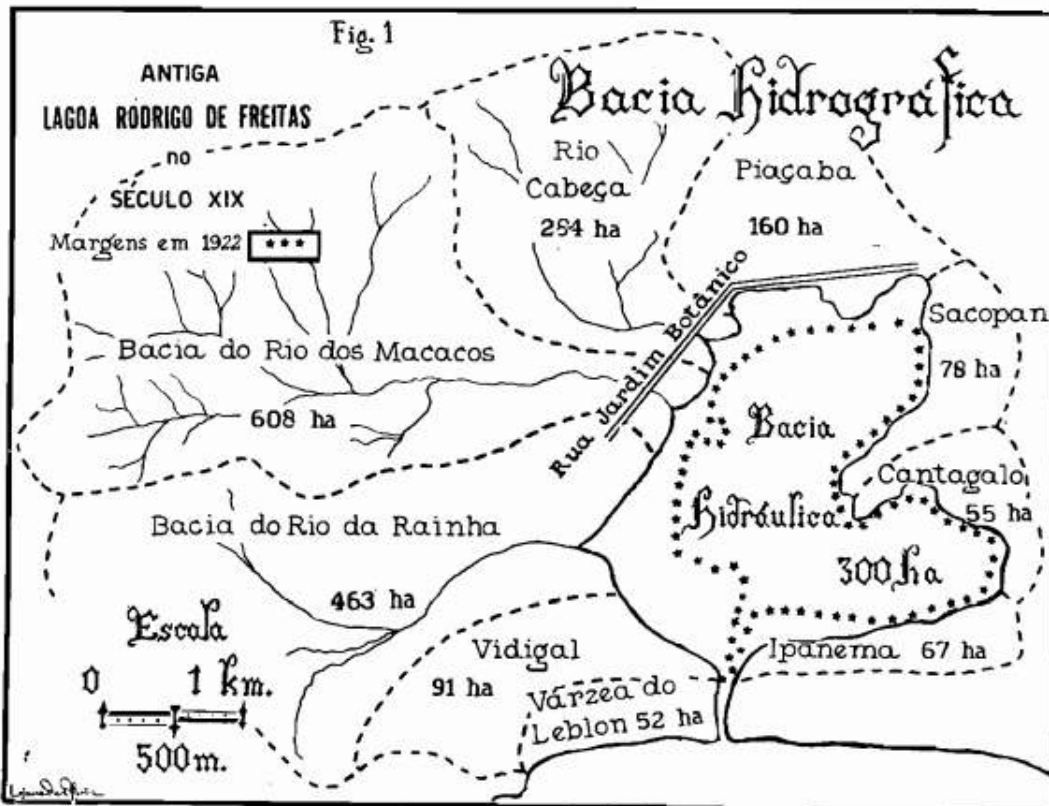 Fig. 1
ANTIGA
LAGOA RODRIGO DE FREITAS
no
SÉCULO XIX
Margens em 1922
Bacia Hidrográfica
Rio
Cabeça
254 ha
Piaçaba
160 ha
Rua Jardim Botânico
Sacopan
78 ha
Bacia do Rio dos Macacos
608 ha
Bacia
Hidráulica
300 ha
Cantagalo
55 ha
Bacia do Rio da Rainha
463 ha
Escala
0 1 km.
500m.
Vidigal
91 ha
Várzea do
Leblon 52 ha
Ipanema 67 ha